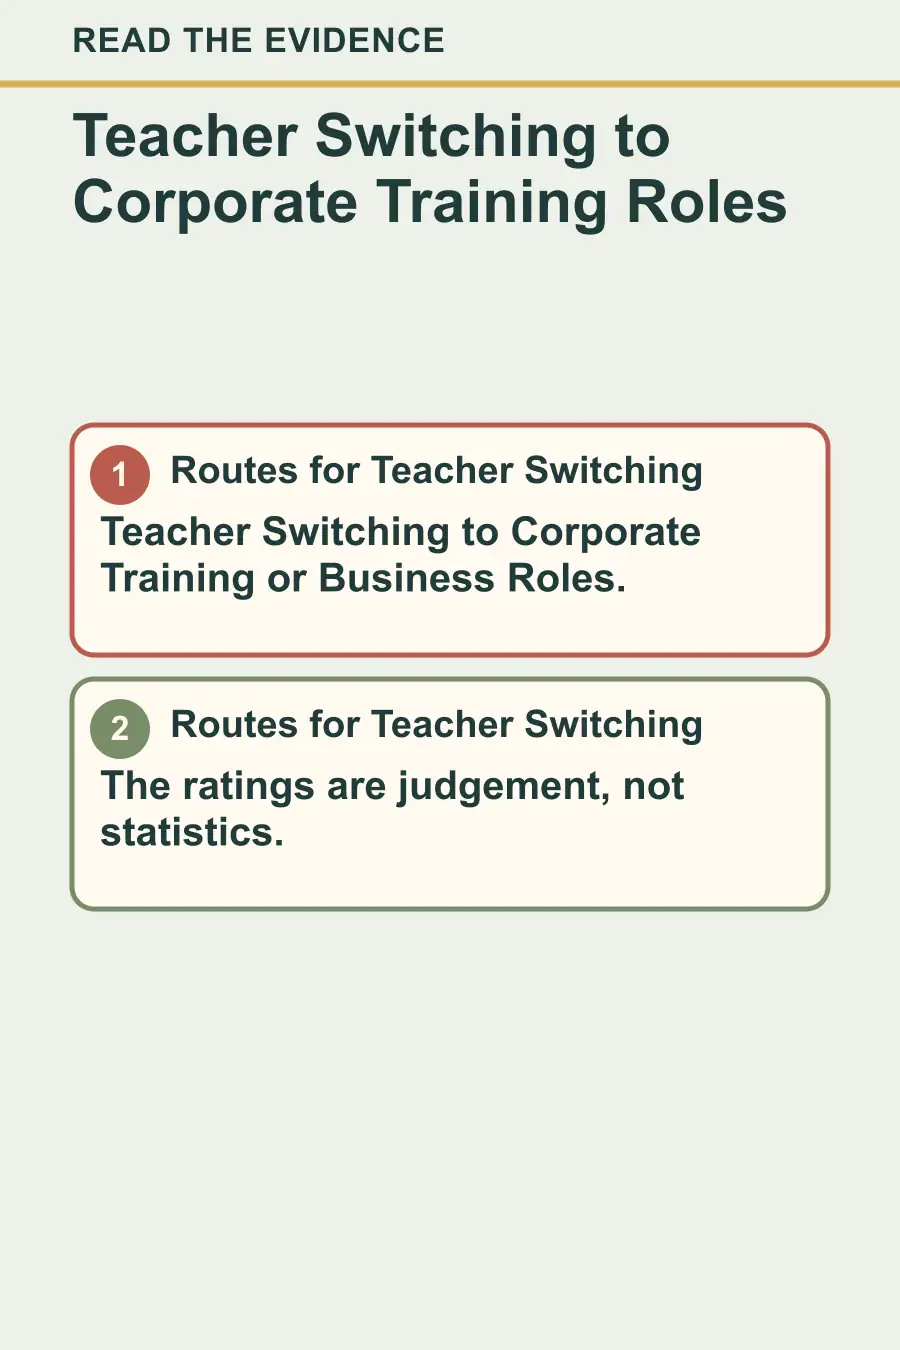 READ THE EVIDENCE
Teacher Switching to
Corporate Training Roles
1 Routes for Teacher Switching
Teacher Switching to Corporate
Training or Business Roles.
2 Routes for Teacher Switching
The ratings are judgement, not
statistics.